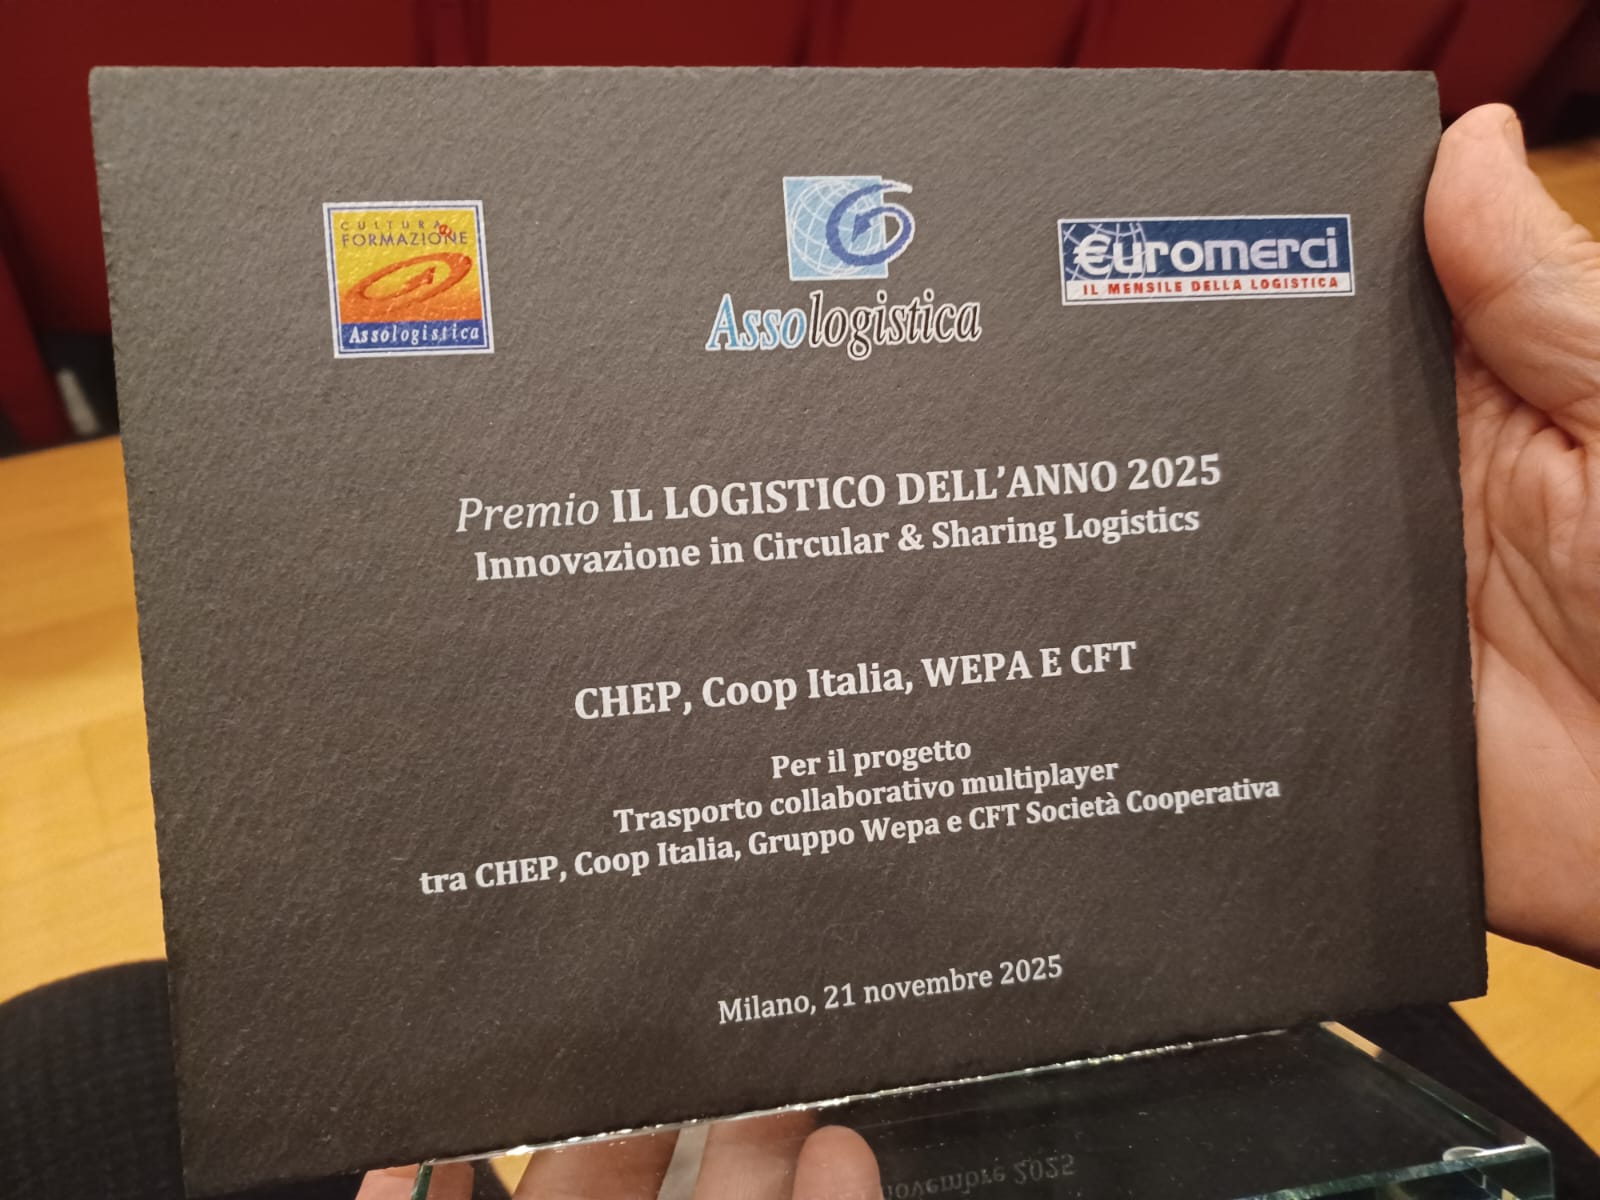 CULTURA e
FORMAZIONE
Assologistica
Assologistica
€uromerci
IL MENSILE DELLA LOGISTICA
Premio IL LOGISTICO DELL'ANNO 2025
Innovazione in Circular & Sharing Logistics
CHEP, Coop Italia, WEPA E CFT
Per il progetto
Trasporto collaborativo multiplayer
tra CHEP, Coop Italia, Gruppo Wepa e CFT Società Cooperativa
Milano, 21 novembre 2025
novembre 2025